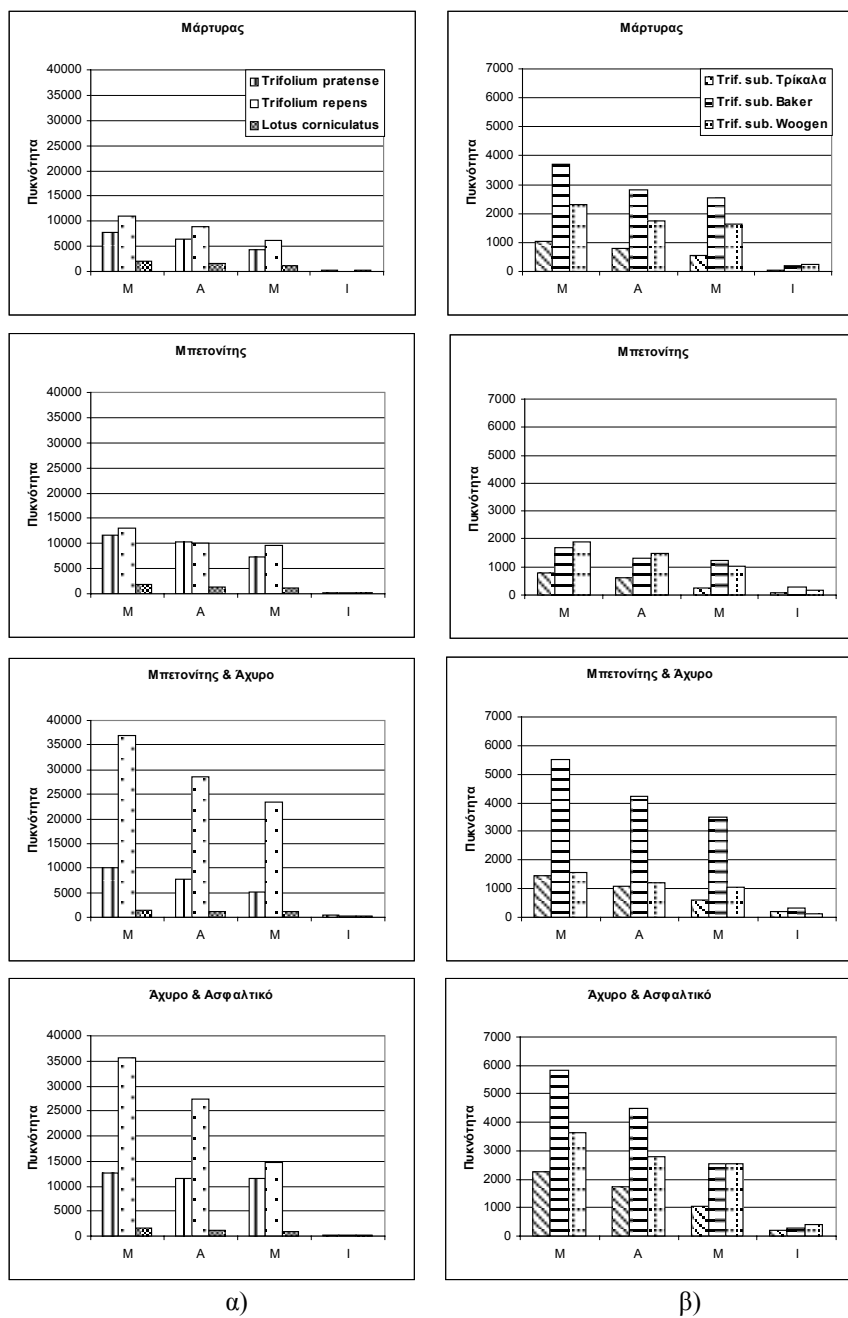 Μάρτυρας
Πυκνότητα
40000
35000
30000
25000
20000
15000
10000
5000
0
Trifolium pratense
Trifolium repens
Lotus corniculatus
Μ Α Μ Ι
Μάρτυρας
Πυκνότητα
7000
6000
5000
4000
3000
2000
1000
0
Trif. sub. Τρίκαλα
Trif. sub. Baker
Trif. sub. Woogen
Μ Α Μ Ι
Μπετονίτης
Πυκνότητα
40000
35000
30000
25000
20000
15000
10000
5000
0
Μ Α Μ Ι
Μπετονίτης
Πυκνότητα
7000
6000
5000
4000
3000
2000
1000
0
Μ Α Μ Ι
Μπετονίτης & Άχυρο
Πυκνότητα
40000
35000
30000
25000
20000
15000
10000
5000
0
Μ Α Μ Ι
Μπετονίτης & Άχυρο
Πυκνότητα
7000
6000
5000
4000
3000
2000
1000
0
Μ Α Μ Ι
Άχυρο & Ασφαλτικό
Πυκνότητα
40000
35000
30000
25000
20000
15000
10000
5000
0
Μ Α Μ Ι
Άχυρο & Ασφαλτικό
Πυκνότητα
7000
6000
5000
4000
3000
2000
1000
0
Μ Α Μ Ι
α) β)